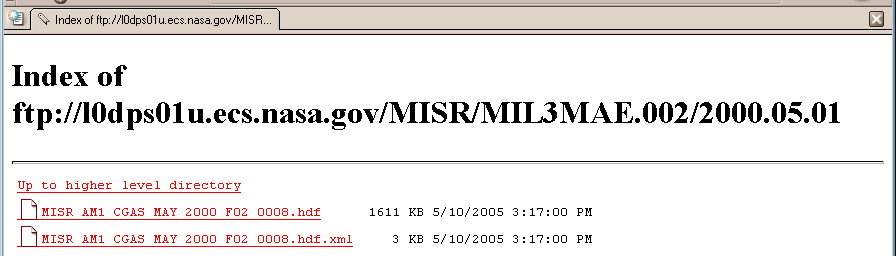 Index of ftp://l0dps01u.ecs.nasa.gov/MISR...
Index of
ftp://l0dps01u.ecs.nasa.gov/MISR/MIL3MAE.002/2000.05.01
Up to higher level directory
MISR_AM1_CGAS_MAY_2000_F02_0008.hdf 1611 KB 5/10/2005 3:17:00 PM
MISR_AM1_CGAS_MAY_2000_F02_0008.hdf.xml 3 KB 5/10/2005 3:17:00 PM